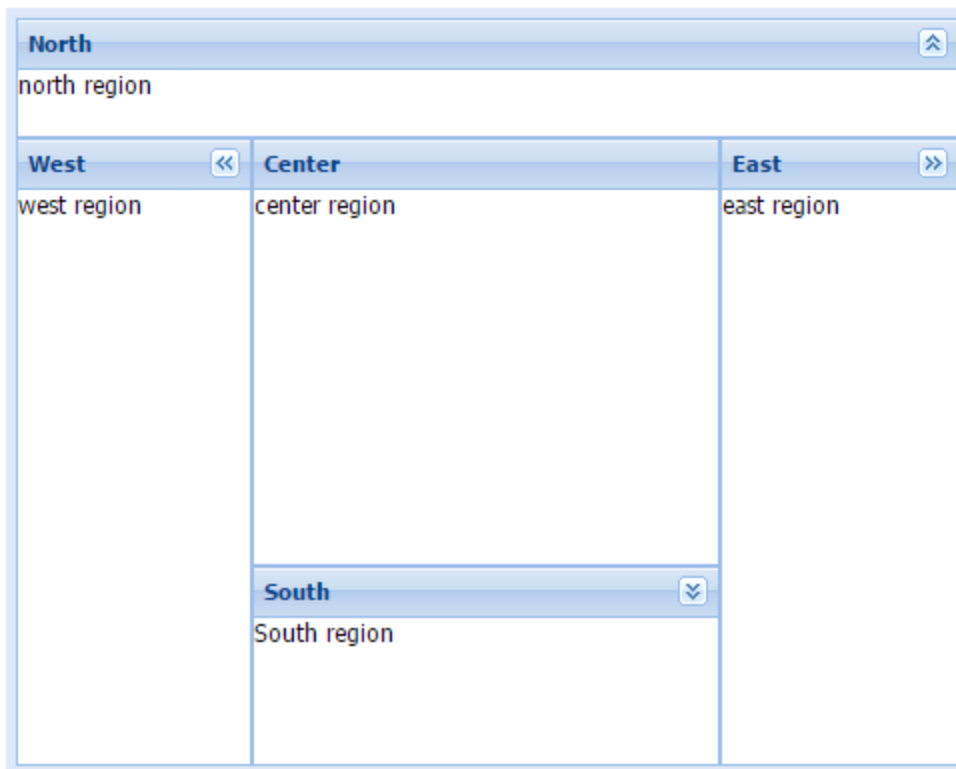 North
north region
West
west region
Center
center region
East
east region
South
South region